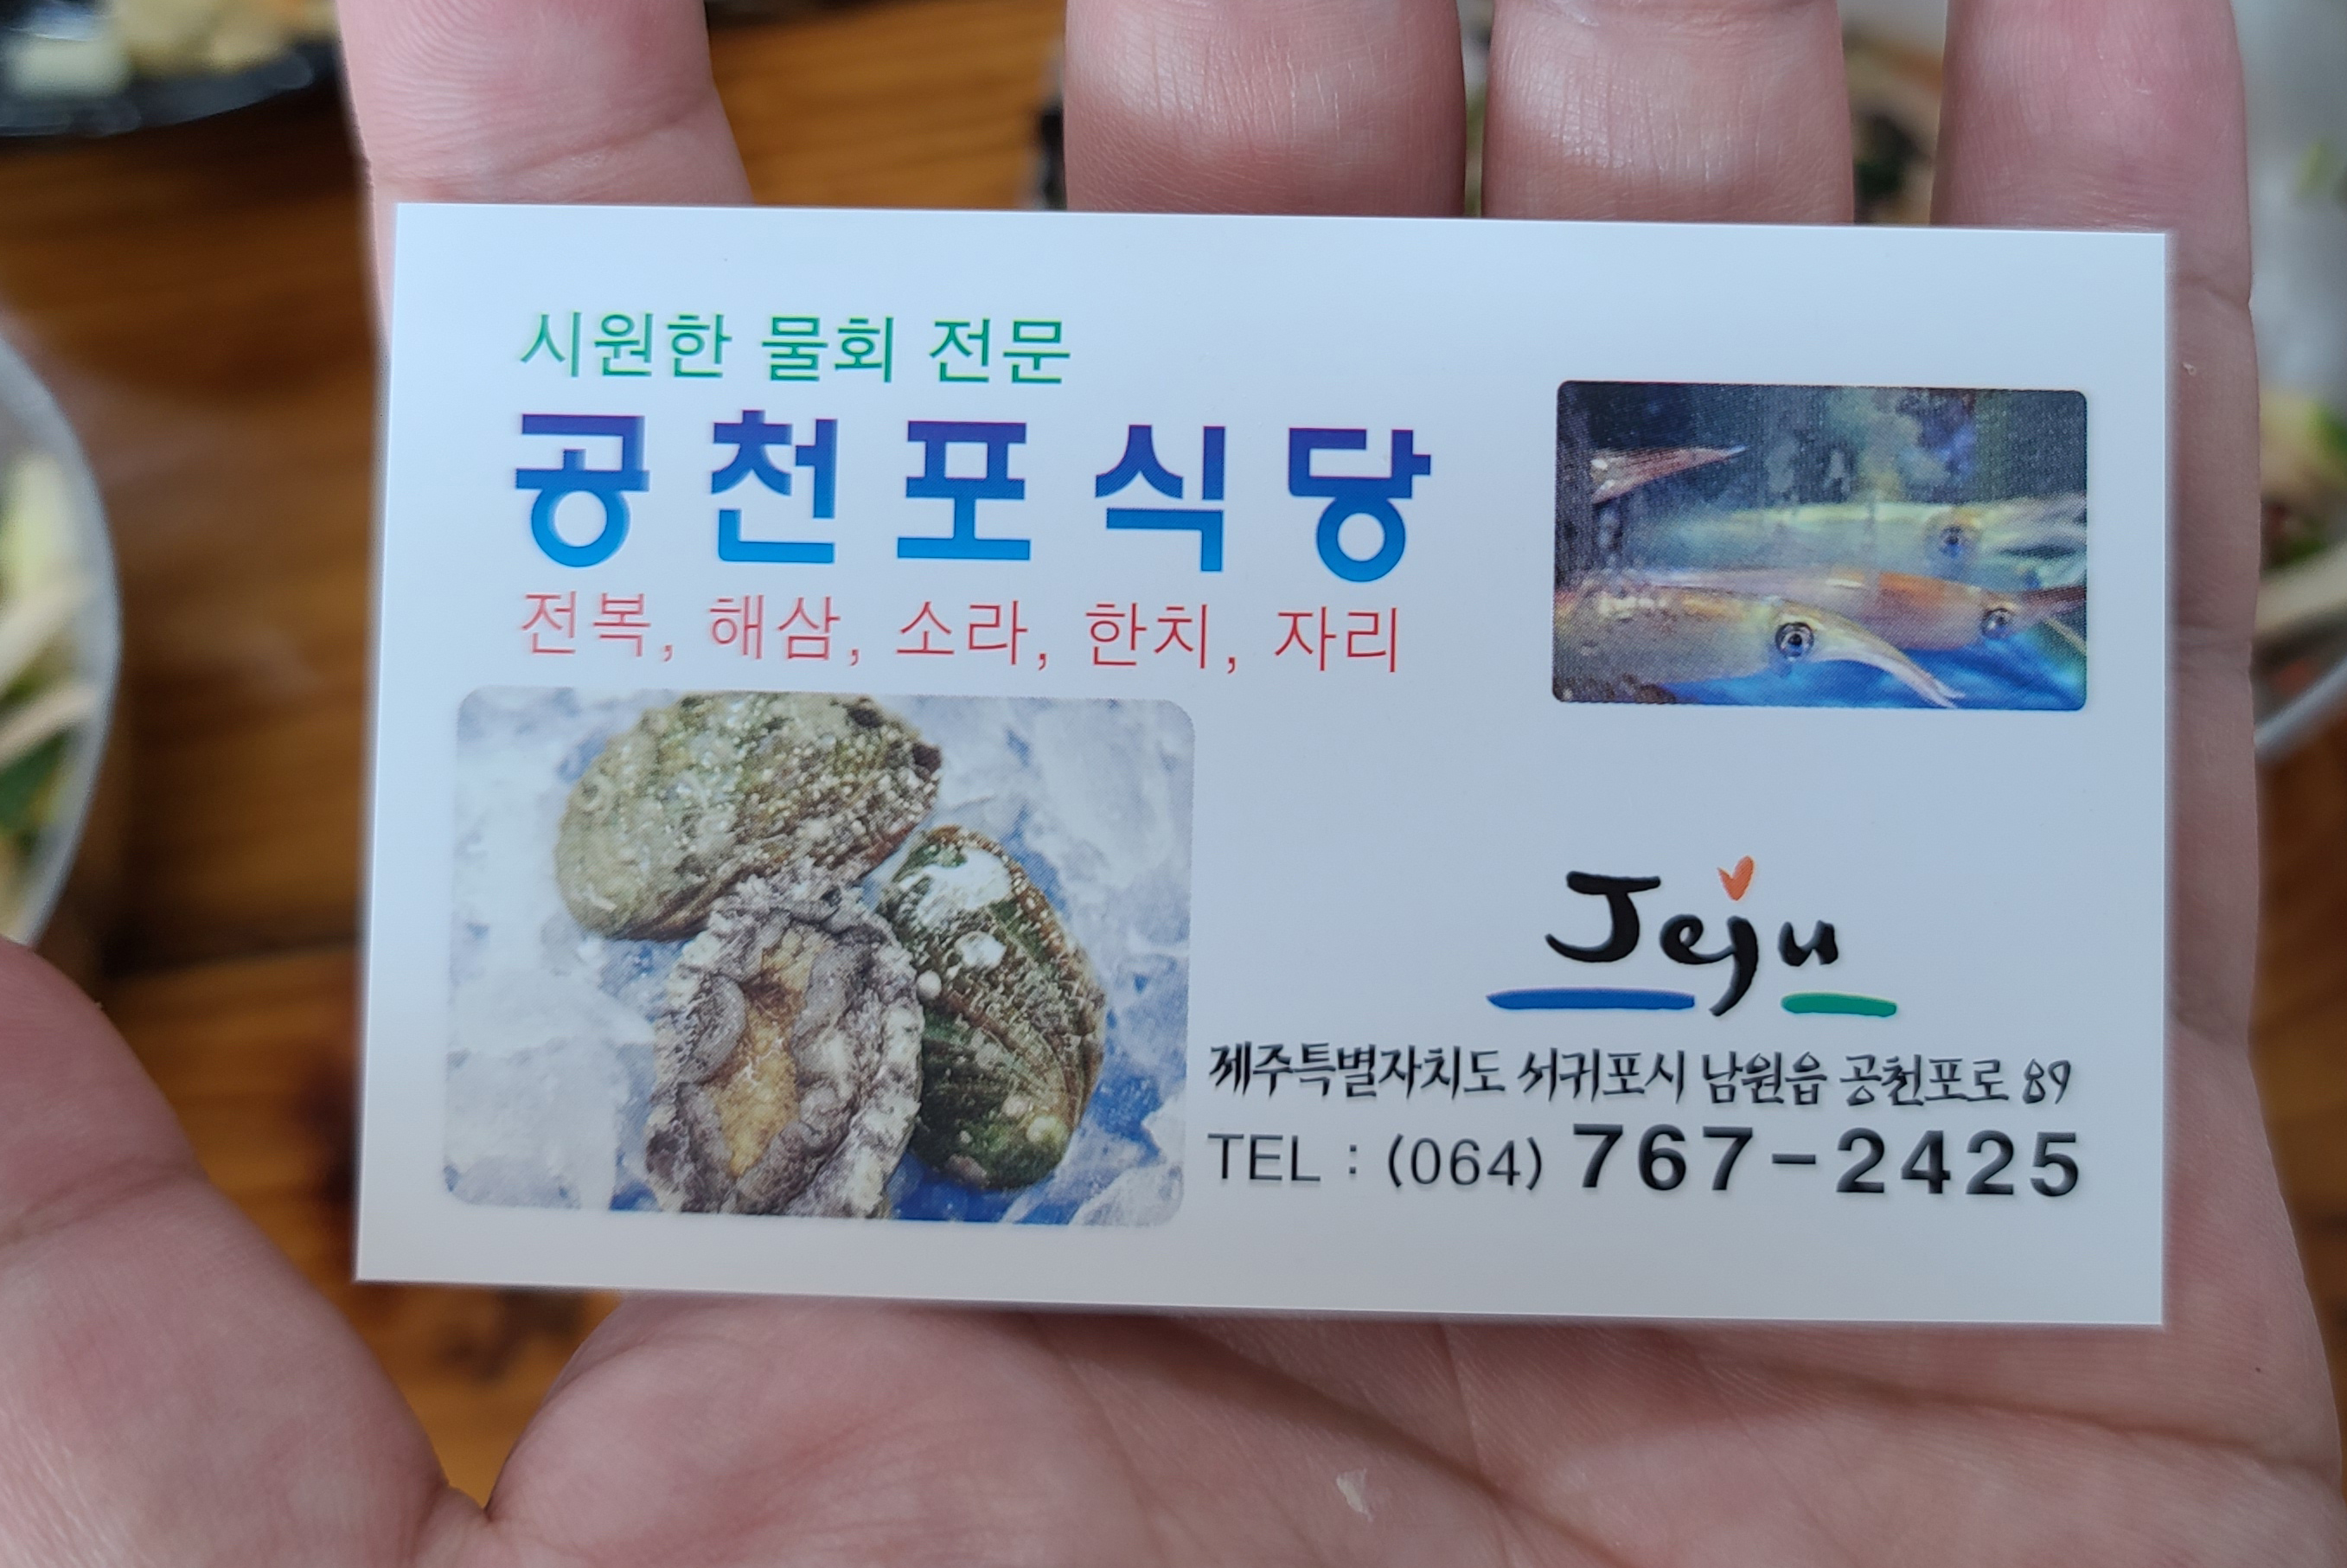 시원한 물회 전문
공천포식당
전복, 해삼, 소라, 한치, 자리
Jeju
제주특별자치도 서귀포시 남원읍 공천포로 89
TEL : (064) 767-2425